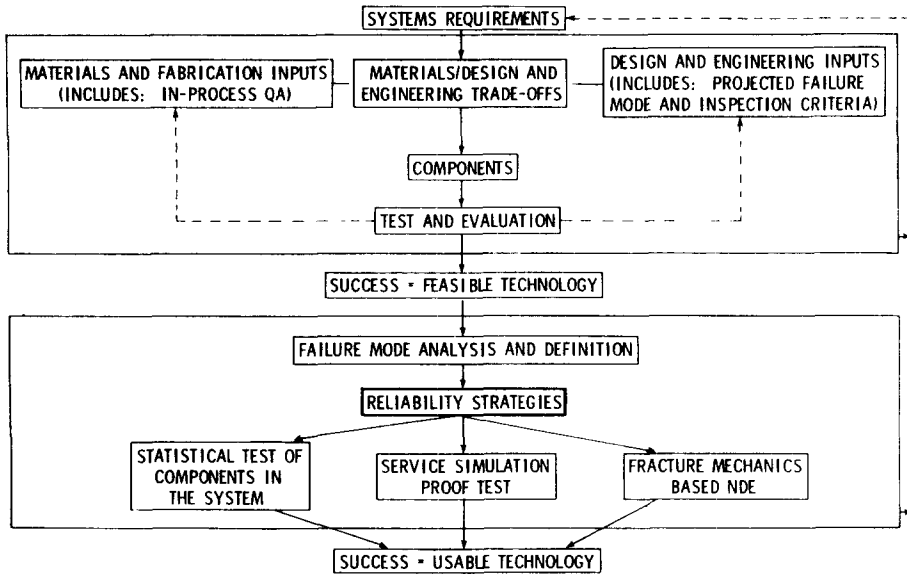 SYSTEMS REQUIREMENTS
MATERIALS AND FABRICATION INPUTS
(INCLUDES: IN-PROCESS QA)
MATERIALS/DESIGN AND
ENGINEERING TRADE-OFFS
DESIGN AND ENGINEERING INPUTS
(INCLUDES: PROJECTED FAILURE
MODE AND INSPECTION CRITERIA)
COMPONENTS
TEST AND EVALUATION
SUCCESS = FEASIBLE TECHNOLOGY
FAILURE MODE ANALYSIS AND DEFINITION
RELIABILITY STRATEGIES
STATISTICAL TEST OF
COMPONENTS IN
THE SYSTEM
SERVICE SIMULATION
PROOF TEST
FRACTURE MECHANICS
BASED NDE
SUCCESS = USABLE TECHNOLOGY